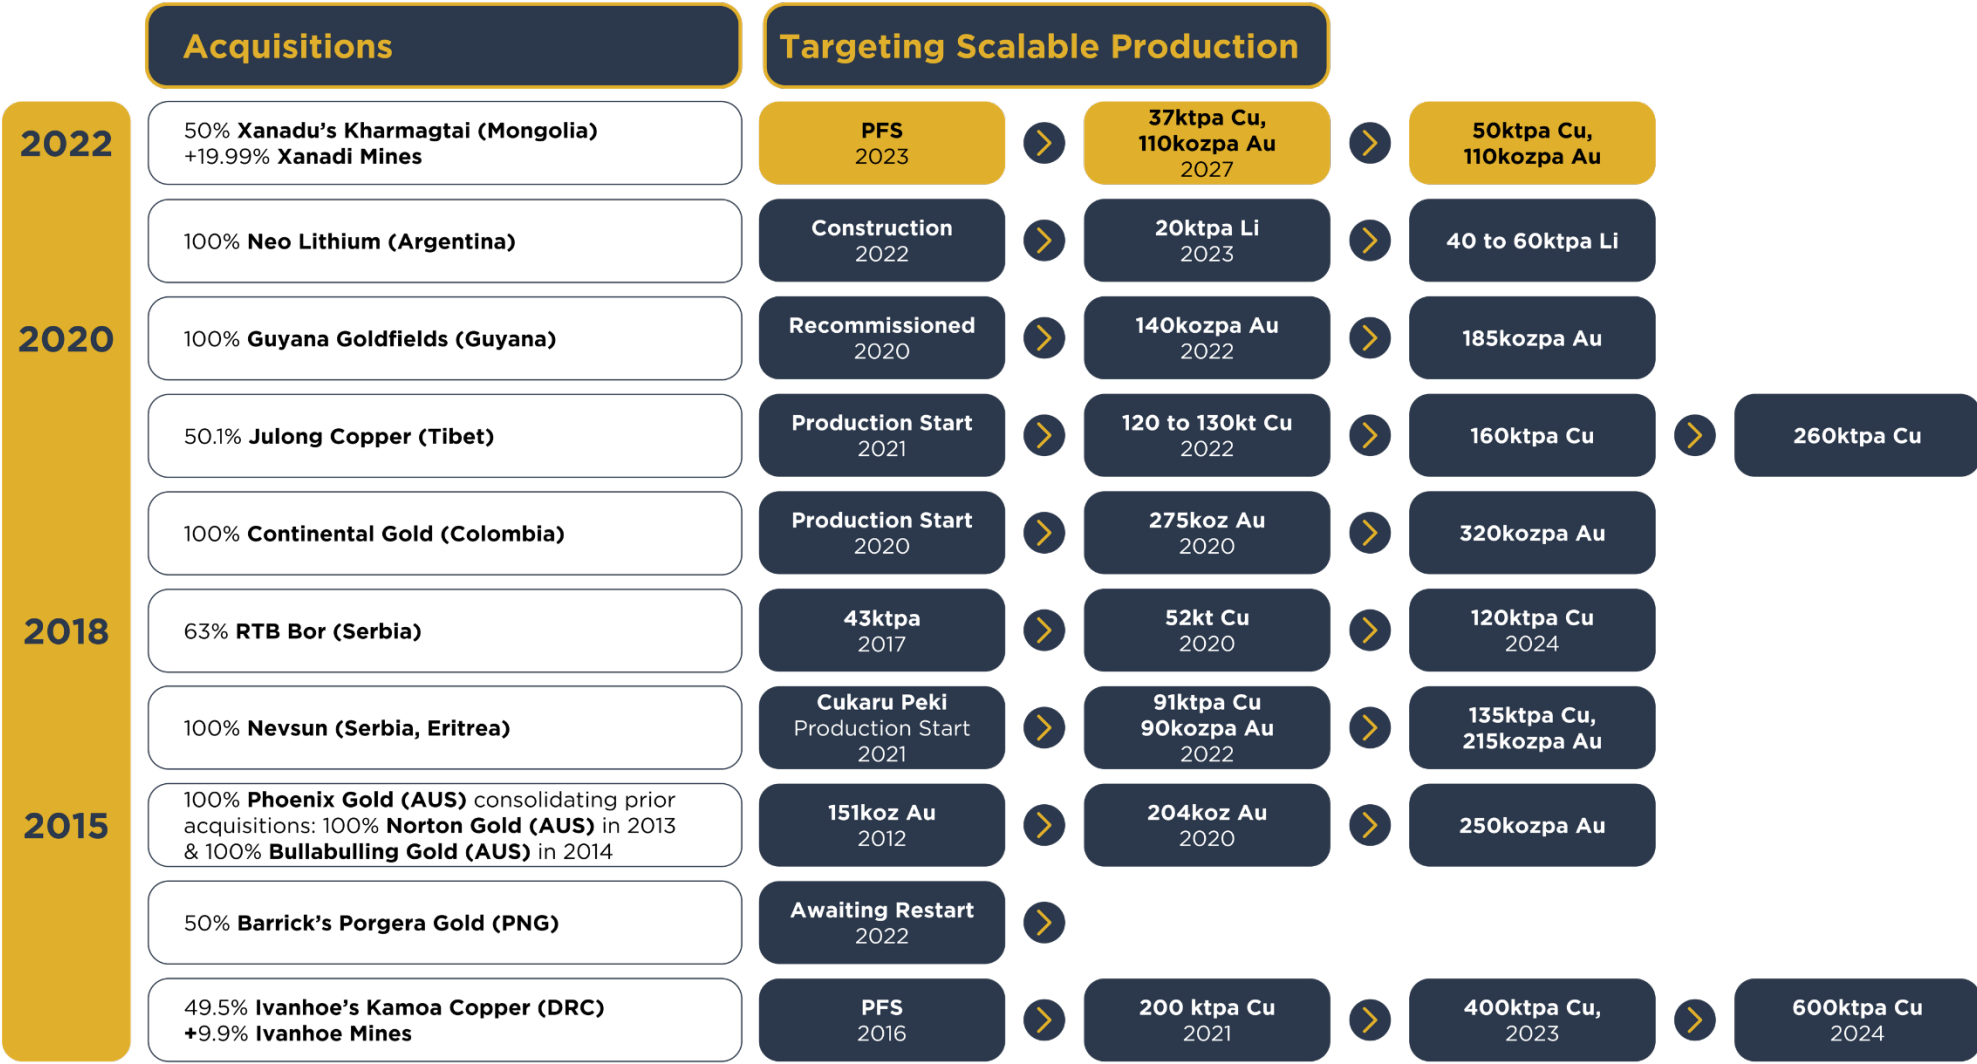 Acquisitions
Targeting Scalable Production
2022
50% Xanadu’s Kharmagtai (Mongolia)
+19.99% Xanadi Mines
PFS
2023
37ktpa Cu,
110kozpa Au
2027
50ktpa Cu,
110kozpa Au
100% Neo Lithium (Argentina)
Construction
2022
20ktpa Li
2023
40 to 60ktpa Li
2020
100% Guyana Goldfields (Guyana)
Recommissioned
2020
140kozpa Au
2022
185kozpa Au
50.1% Julong Copper (Tibet)
Production Start
2021
120 to 130kt Cu
2022
160ktpa Cu
260ktpa Cu
100% Continental Gold (Colombia)
Production Start
2020
275koz Au
2020
320kozpa Au
2018
63% RTB Bor (Serbia)
43ktpa
2017
52kt Cu
2020
120ktpa Cu
2024
100% Nevsun (Serbia, Eritrea)
Cukaru Peki
Production Start
2021
91ktpa Cu
90kozpa Au
2022
135ktpa Cu,
215kozpa Au
2015
100% Phoenix Gold (AUS) consolidating prior
acquisitions: 100% Norton Gold (AUS) in 2013
& 100% Bullabulling Gold (AUS) in 2014
151koz Au
2012
204koz Au
2020
250kozpa Au
50% Barrick’s Porgera Gold (PNG)
Awaiting Restart
2022
49.5% Ivanhoe’s Kamoa Copper (DRC)
+9.9% Ivanhoe Mines
PFS
2016
200 ktpa Cu
2021
400ktpa Cu,
2023
600ktpa Cu
2024